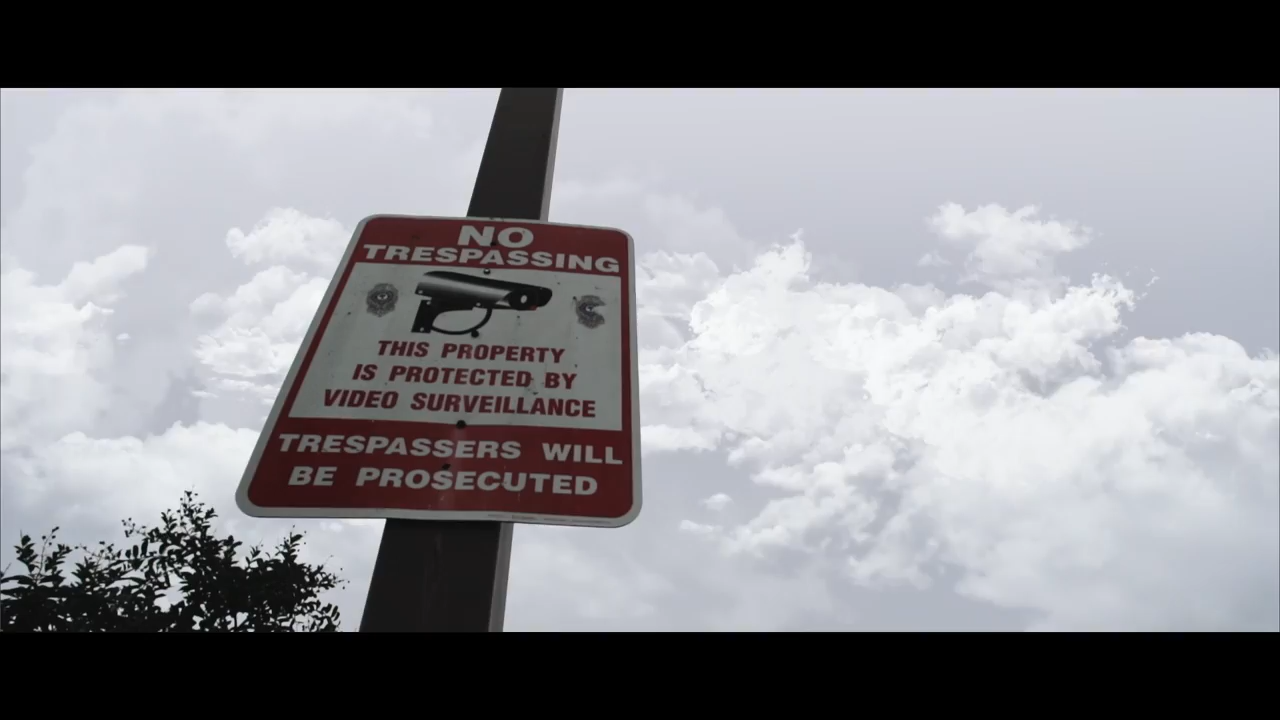 NO
TRESPASSING
THIS PROPERTY
IS PROTECTED BY
VIDEO SURVEILLANCE
TRESPASSERS WILL
BE PROSECUTED